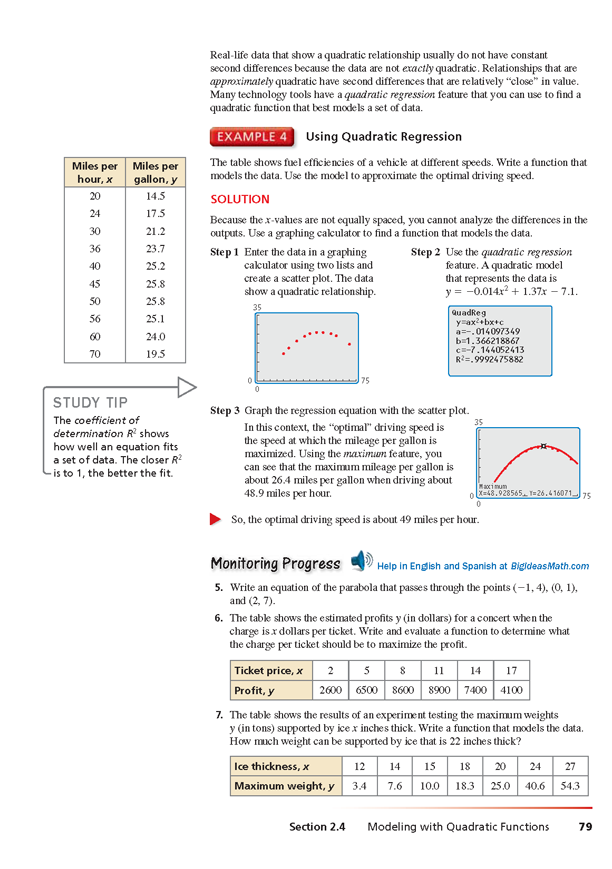 Real-life data that show a quadratic relationship usually do not have constant
second differences because the data are not exactly quadratic. Relationships that are
approximately quadratic have second differences that are relatively “close” in value.
Many technology tools have a quadratic regression feature that you can use to find a
quadratic function that best models a set of data.
EXAMPLE 4 Using Quadratic Regression
The table shows fuel efficiencies of a vehicle at different speeds. Write a function that
models the data. Use the model to approximate the optimal driving speed.
Miles per hour, x Miles per gallon, y
20 14.5
24 17.5
30 21.2
36 23.7
40 25.2
45 25.8
50 25.8
56 25.1
60 24.0
70 19.5
SOLUTION
Because the x-values are not equally spaced, you cannot analyze the differences in the
outputs. Use a graphing calculator to find a function that models the data.
Step 1 Enter the data in a graphing
calculator using two lists and
create a scatter plot. The data
show a quadratic relationship.
35
0
0
75
Step 2 Use the quadratic regression
feature. A quadratic model
that represents the data is
y = −0.014x² + 1.37x − 7.1.
QuadReg
y=ax²+bx+c
a=-.014097349
b=1.366218867
c=-7.144052413
R²=.9992475882
STUDY TIP
The coefficient of
determination R² shows
how well an equation fits
a set of data. The closer R²
is to 1, the better the fit.
Step 3 Graph the regression equation with the scatter plot.
In this context, the “optimal” driving speed is
the speed at which the mileage per gallon is
maximized. Using the maximum feature, you
can see that the maximum mileage per gallon is
about 26.4 miles per gallon when driving about
48.9 miles per hour.
35
Maximum
X=48.928565 Y=26.416071
0
0
75
So, the optimal driving speed is about 49 miles per hour.
Monitoring Progress Help in English and Spanish at BigIdeasMath.com
5. Write an equation of the parabola that passes through the points (−1, 4), (0, 1),
and (2, 7).
6. The table shows the estimated profits y (in dollars) for a concert when the
charge is x dollars per ticket. Write and evaluate a function to determine what
the charge per ticket should be to maximize the profit.
Ticket price, x 2 5 8 11 14 17
Profit, y 2600 6500 8600 8900 7400 4100
7. The table shows the results of an experiment testing the maximum weights
y (in tons) supported by ice x inches thick. Write a function that models the data.
How much weight can be supported by ice that is 22 inches thick?
Ice thickness, x 12 14 15 18 20 24 27
Maximum weight, y 3.4 7.6 10.0 18.3 25.0 40.6 54.3
Section 2.4 Modeling with Quadratic Functions 79